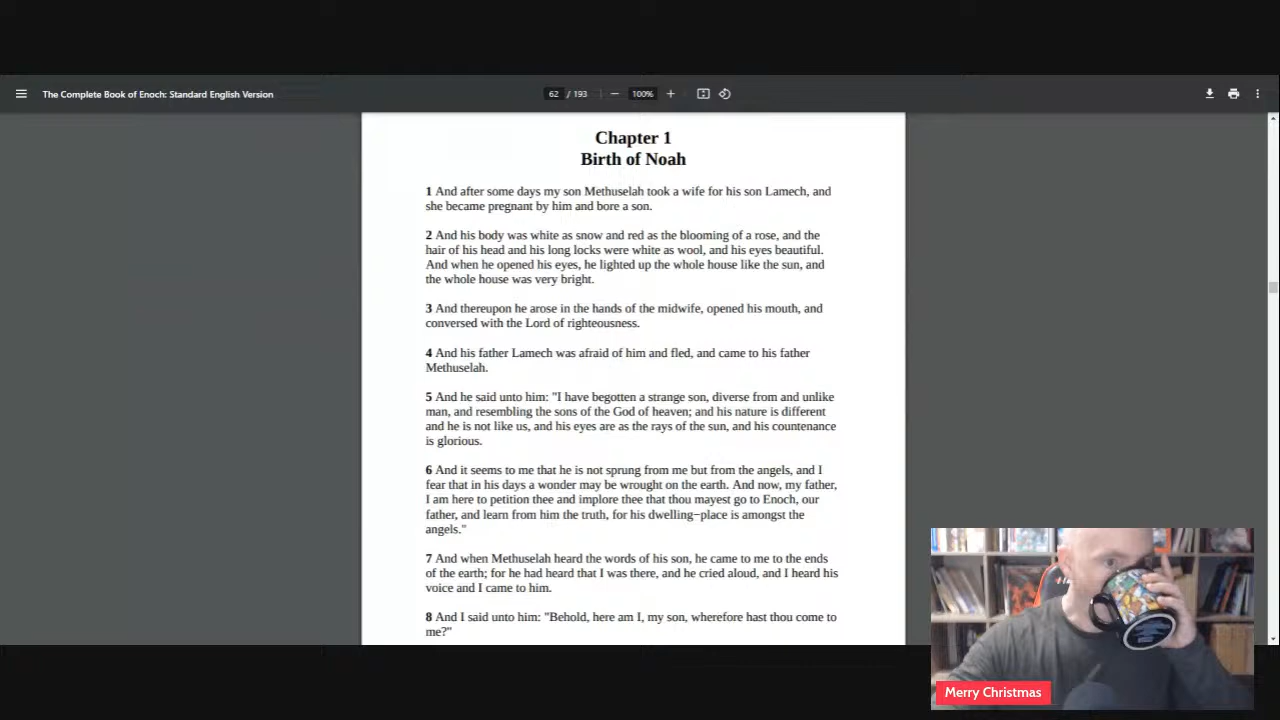 The Complete Book of Enoch: Standard English Version
62 / 193
100%
Chapter 1
Birth of Noah
1 And after some days my son Methuselah took a wife for his son Lamech, and
she became pregnant by him and bore a son.
2 And his body was white as snow and red as the blooming of a rose, and the
hair of his head and his long locks were white as wool, and his eyes beautiful.
And when he opened his eyes, he lighted up the whole house like the sun, and
the whole house was very bright.
3 And thereupon he arose in the hands of the midwife, opened his mouth, and
conversed with the Lord of righteousness.
4 And his father Lamech was afraid of him and fled, and came to his father
Methuselah.
5 And he said unto him: "I have begotten a strange son, diverse from and unlike
man, and resembling the sons of the God of heaven; and his nature is different
and he is not like us, and his eyes are as the rays of the sun, and his countenance
is glorious.
6 And it seems to me that he is not sprung from me but from the angels, and I
fear that in his days a wonder may be wrought on the earth. And now, my father,
I am here to petition thee and implore thee that thou mayest go to Enoch, our
father, and learn from him the truth, for his dwelling−place is amongst the
angels."
7 And when Methuselah heard the words of his son, he came to me to the ends
of the earth; for he had heard that I was there, and he cried aloud, and I heard his
voice and I came to him.
8 And I said unto him: "Behold, here am I, my son, wherefore hast thou come to
me?"
Merry Christmas